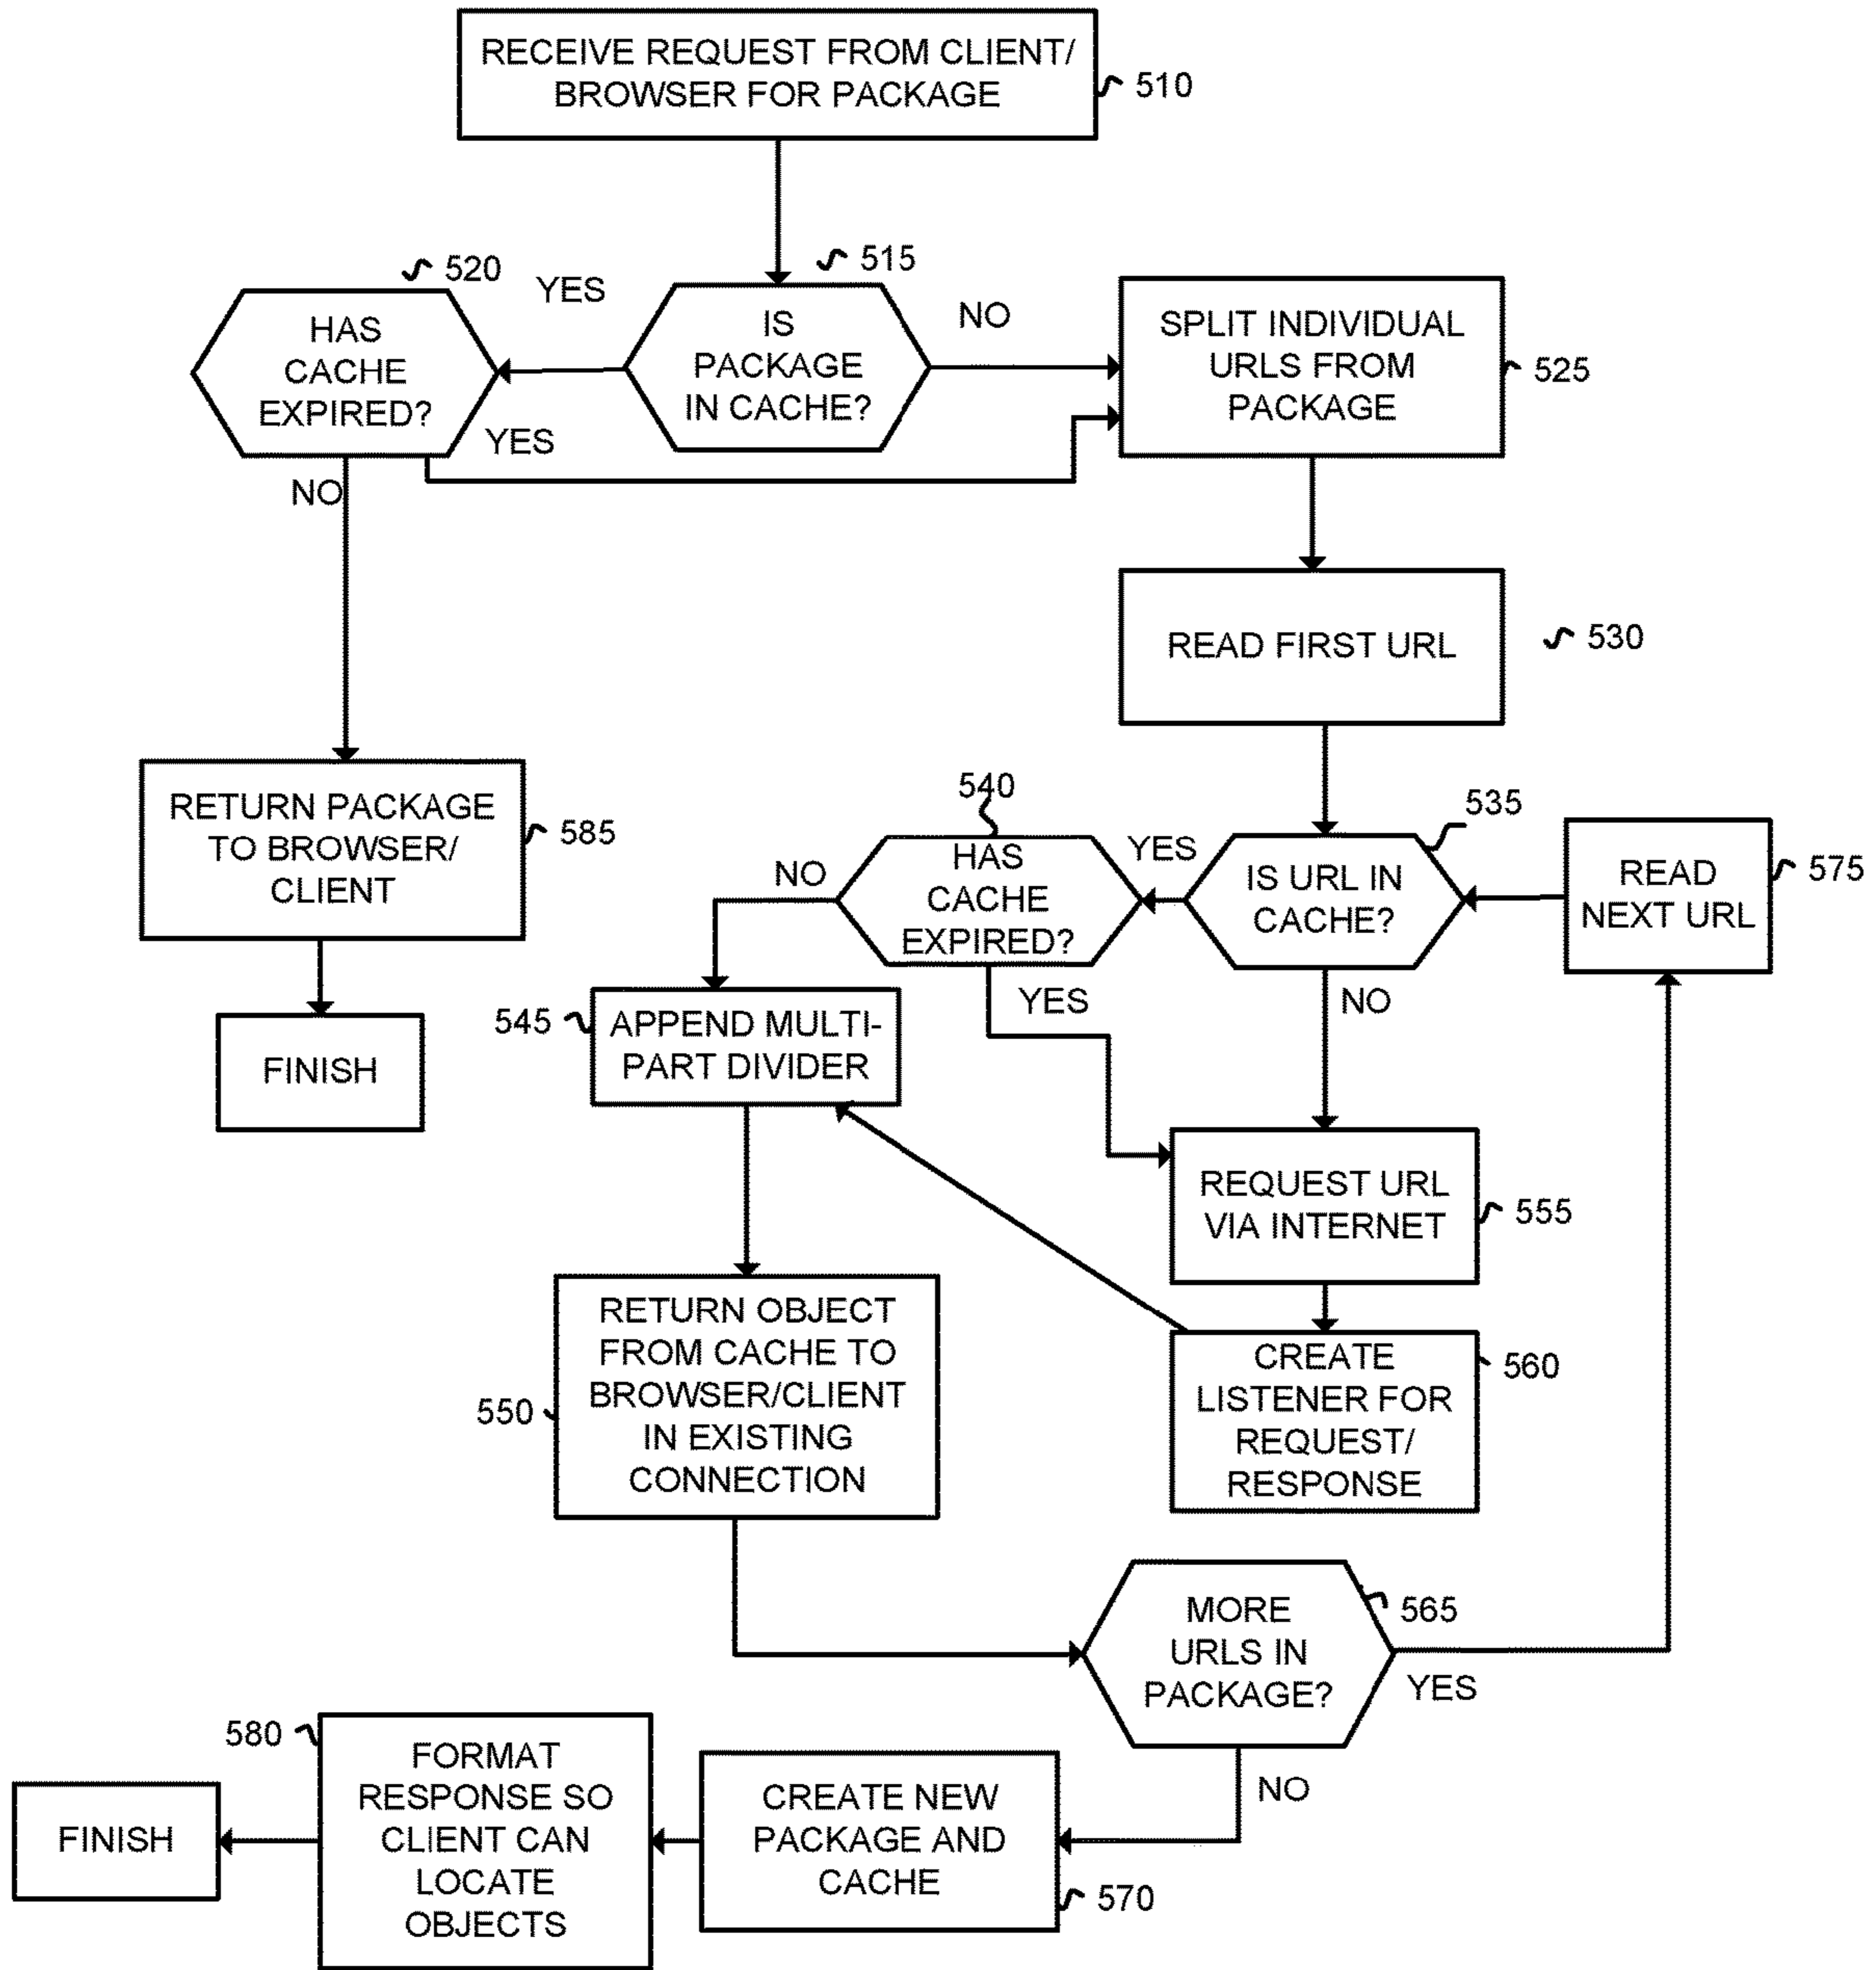 RECEIVE REQUEST FROM CLIENT/
BROWSER FOR PACKAGE
510
515
520
YES
NO
HAS
CACHE
EXPIRED?
YES
NO
IS
PACKAGE
IN CACHE?
SPLIT INDIVIDUAL
URLS FROM
PACKAGE
525
READ FIRST URL
530
RETURN PACKAGE
TO BROWSER/
CLIENT
585
FINISH
540
535
HAS
CACHE
EXPIRED?
NO
YES
YES
IS URL IN
CACHE?
NO
READ
NEXT URL
575
545
APPEND MULTI-
PART DIVIDER
REQUEST URL
VIA INTERNET
555
550
RETURN OBJECT
FROM CACHE TO
BROWSER/CLIENT
IN EXISTING
CONNECTION
CREATE
LISTENER FOR
REQUEST/
RESPONSE
560
MORE
URLS IN
PACKAGE?
565
YES
NO
CREATE NEW
PACKAGE AND
CACHE
570
580
FORMAT
RESPONSE SO
CLIENT CAN
LOCATE
OBJECTS
FINISH